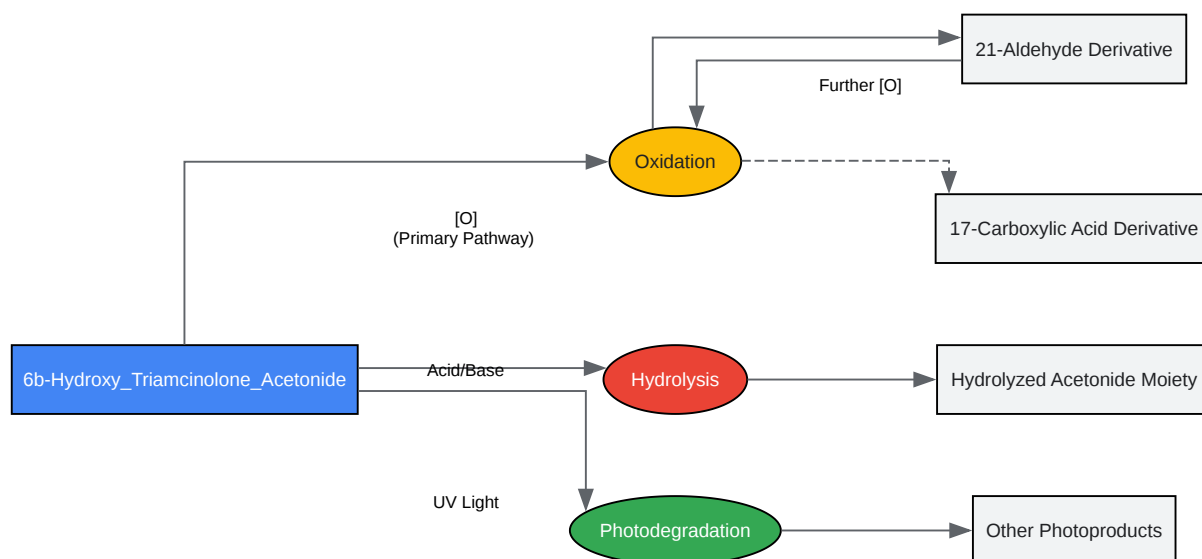 21-Aldehyde Derivative
Further [O]
Oxidation
[O]
(Primary Pathway)
17-Carboxylic Acid Derivative
6b-Hydroxy_Triamcinolone_Acetonide
Acid/Base
Hydrolysis
Hydrolyzed Acetonide Moiety
UV Light
Photodegradation
Other Photoproducts